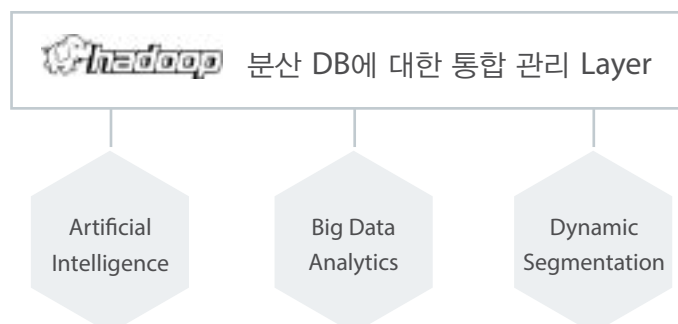 hadoop 분산 DB에 대한 통합 관리 Layer
Artificial
Intelligence
Big Data
Analytics
Dynamic
Segmentation